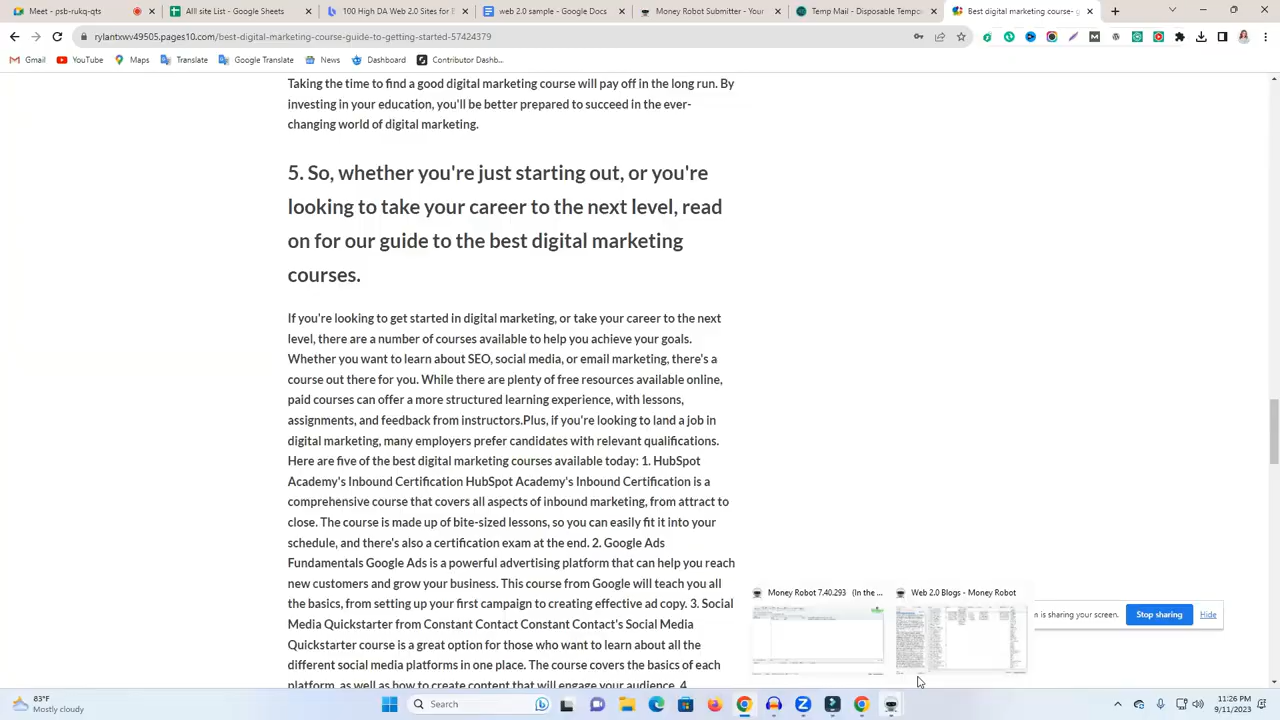 Meet – psb-rukq-qts
All site List - Google Sheets
100 High DA Web 2.0 Sites for B
web 2.0 sample - Google Docs
Money Robot Submitter - Your
Temp Mail - Disposable Tempo
Best digital marketing course-
rylantxwv49505.pages10.com/best-digital-marketing-course-guide-to-getting-started-57424379
Gmail
YouTube
Maps
Translate
Google Translate
News
Dashboard
Contributor Dashb...
Taking the time to find a good digital marketing course will pay off in the long run. By
investing in your education, you'll be better prepared to succeed in the ever-
changing world of digital marketing.
5. So, whether you're just starting out, or you're
looking to take your career to the next level, read
on for our guide to the best digital marketing
courses.
If you're looking to get started in digital marketing, or take your career to the next
level, there are a number of courses available to help you achieve your goals.
Whether you want to learn about SEO, social media, or email marketing, there's a
course out there for you. While there are plenty of free resources available online,
paid courses can offer a more structured learning experience, with lessons,
assignments, and feedback from instructors.Plus, if you're looking to land a job in
digital marketing, many employers prefer candidates with relevant qualifications.
Here are five of the best digital marketing courses available today: 1. HubSpot
Academy's Inbound Certification HubSpot Academy's Inbound Certification is a
comprehensive course that covers all aspects of inbound marketing, from attract to
close. The course is made up of bite-sized lessons, so you can easily fit it into your
schedule, and there's also a certification exam at the end. 2. Google Ads
Fundamentals Google Ads is a powerful advertising platform that can help you reach
new customers and grow your business. This course from Google will teach you all
the basics, from setting up your first campaign to creating effective ad copy. 3. Social
Media Quickstarter from Constant Contact Constant Contact's Social Media
Quickstarter course is a great option for those who want to learn about all the
different social media platforms in one place. The course covers the basics of each
platform, as well as how to create content that will engage your audience. 4.
Money Robot 7.40.293 (In the ...
Web 2.0 Blogs - Money Robot
n is sharing your screen.
Stop sharing
Hide
83°F
Mostly cloudy
Search
11:26 PM
9/11/2023